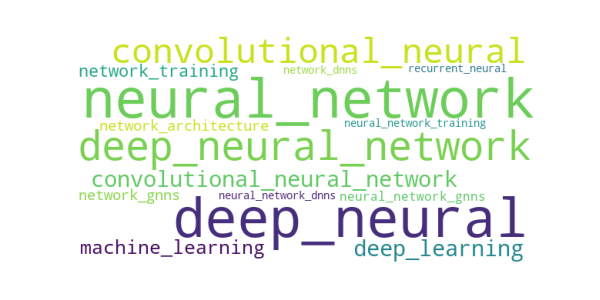 convolutional_neural
network_training network_dnns recurrent_neural
neural_network
network_architecture neural_network_training
deep_neural_network
convolutional_neural_network
network_gnns neural_network_dnns neural_network_gnns
deep_neural
machine_learning deep_learning